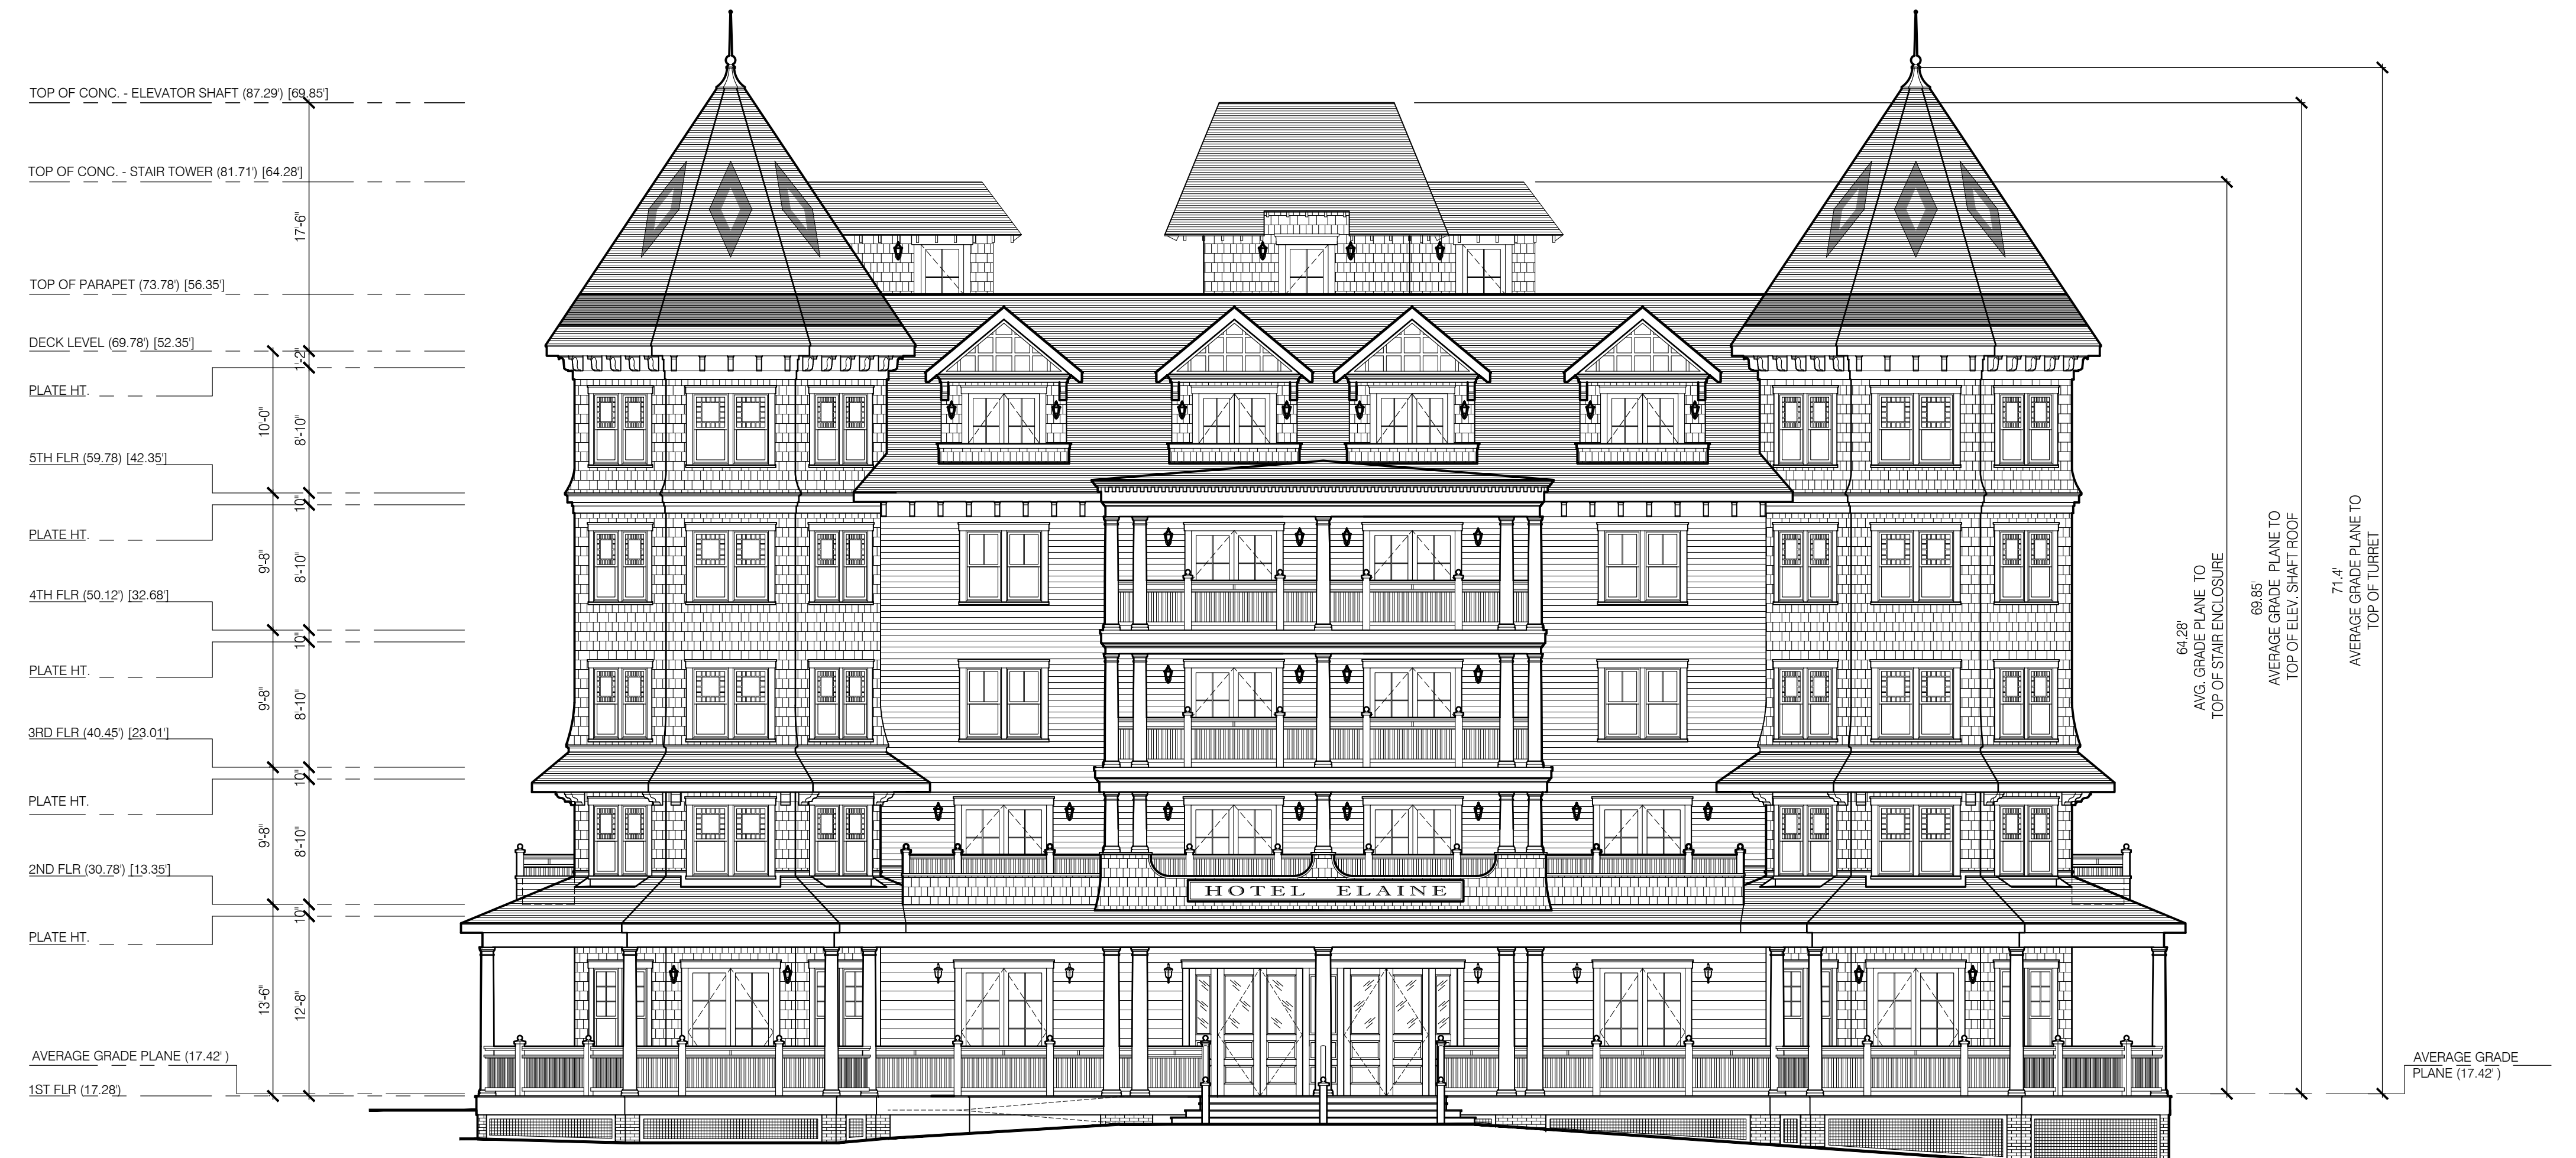 TOP OF CONC. - ELEVATOR SHAFT (87.29') [69.85']
TOP OF CONC. - STAIR TOWER (81.71') [64.28']
17'-6"
TOP OF PARAPET (73.78') [56.35']
DECK LEVEL (69.78') [52.35']
1'-2"
PLATE HT.
10'-0"
8'-10"
5TH FLR (59.78) [42.35']
10"
PLATE HT.
9'-8"
8'-10"
4TH FLR (50.12') [32.68']
10"
PLATE HT.
9'-8"
8'-10"
3RD FLR (40.45') [23.01']
10"
PLATE HT.
9'-8"
8'-10"
2ND FLR (30.78') [13.35']
10"
PLATE HT.
13'-6"
12'-8"
AVERAGE GRADE PLANE (17.42' )
1ST FLR (17.28')
HOTEL ELAINE
64.28'
AVG. GRADE PLANE TO
TOP OF STAIR ENCLOSURE
69.85'
AVERAGE GRADE PLANE TO
TOP OF ELEV. SHAFT ROOF
71.4'
AVERAGE GRADE PLANE TO
TOP OF TURRET
AVERAGE GRADE
PLANE (17.42' )